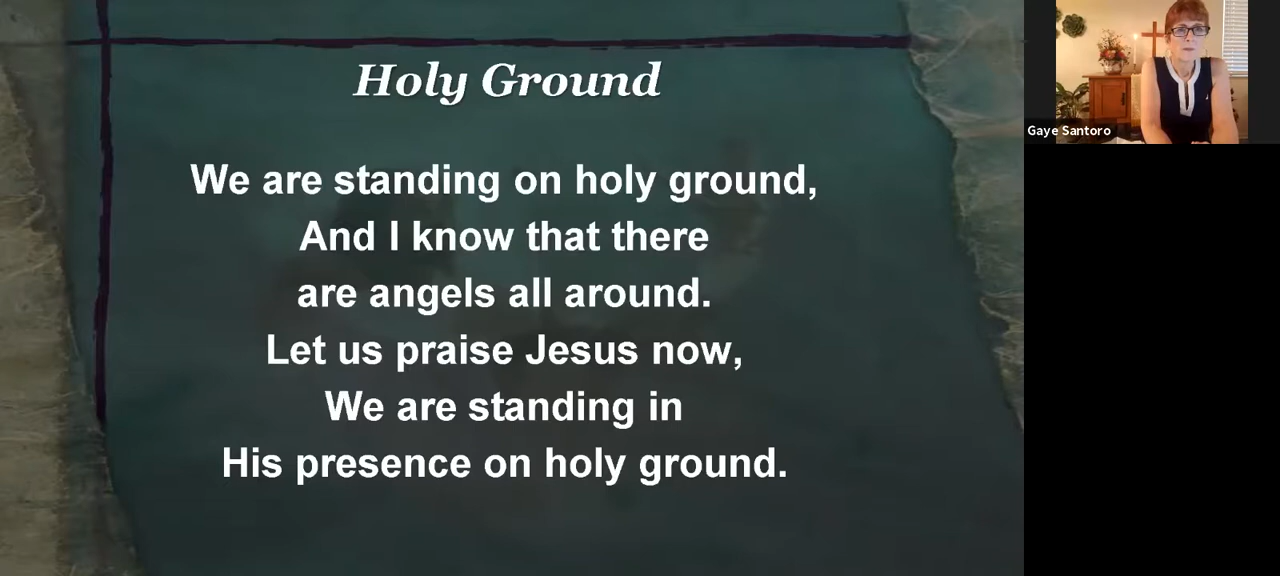 Holy Ground
We are standing on holy ground,
And I know that there
are angels all around.
Let us praise Jesus now,
We are standing in
His presence on holy ground.
Gaye Santoro